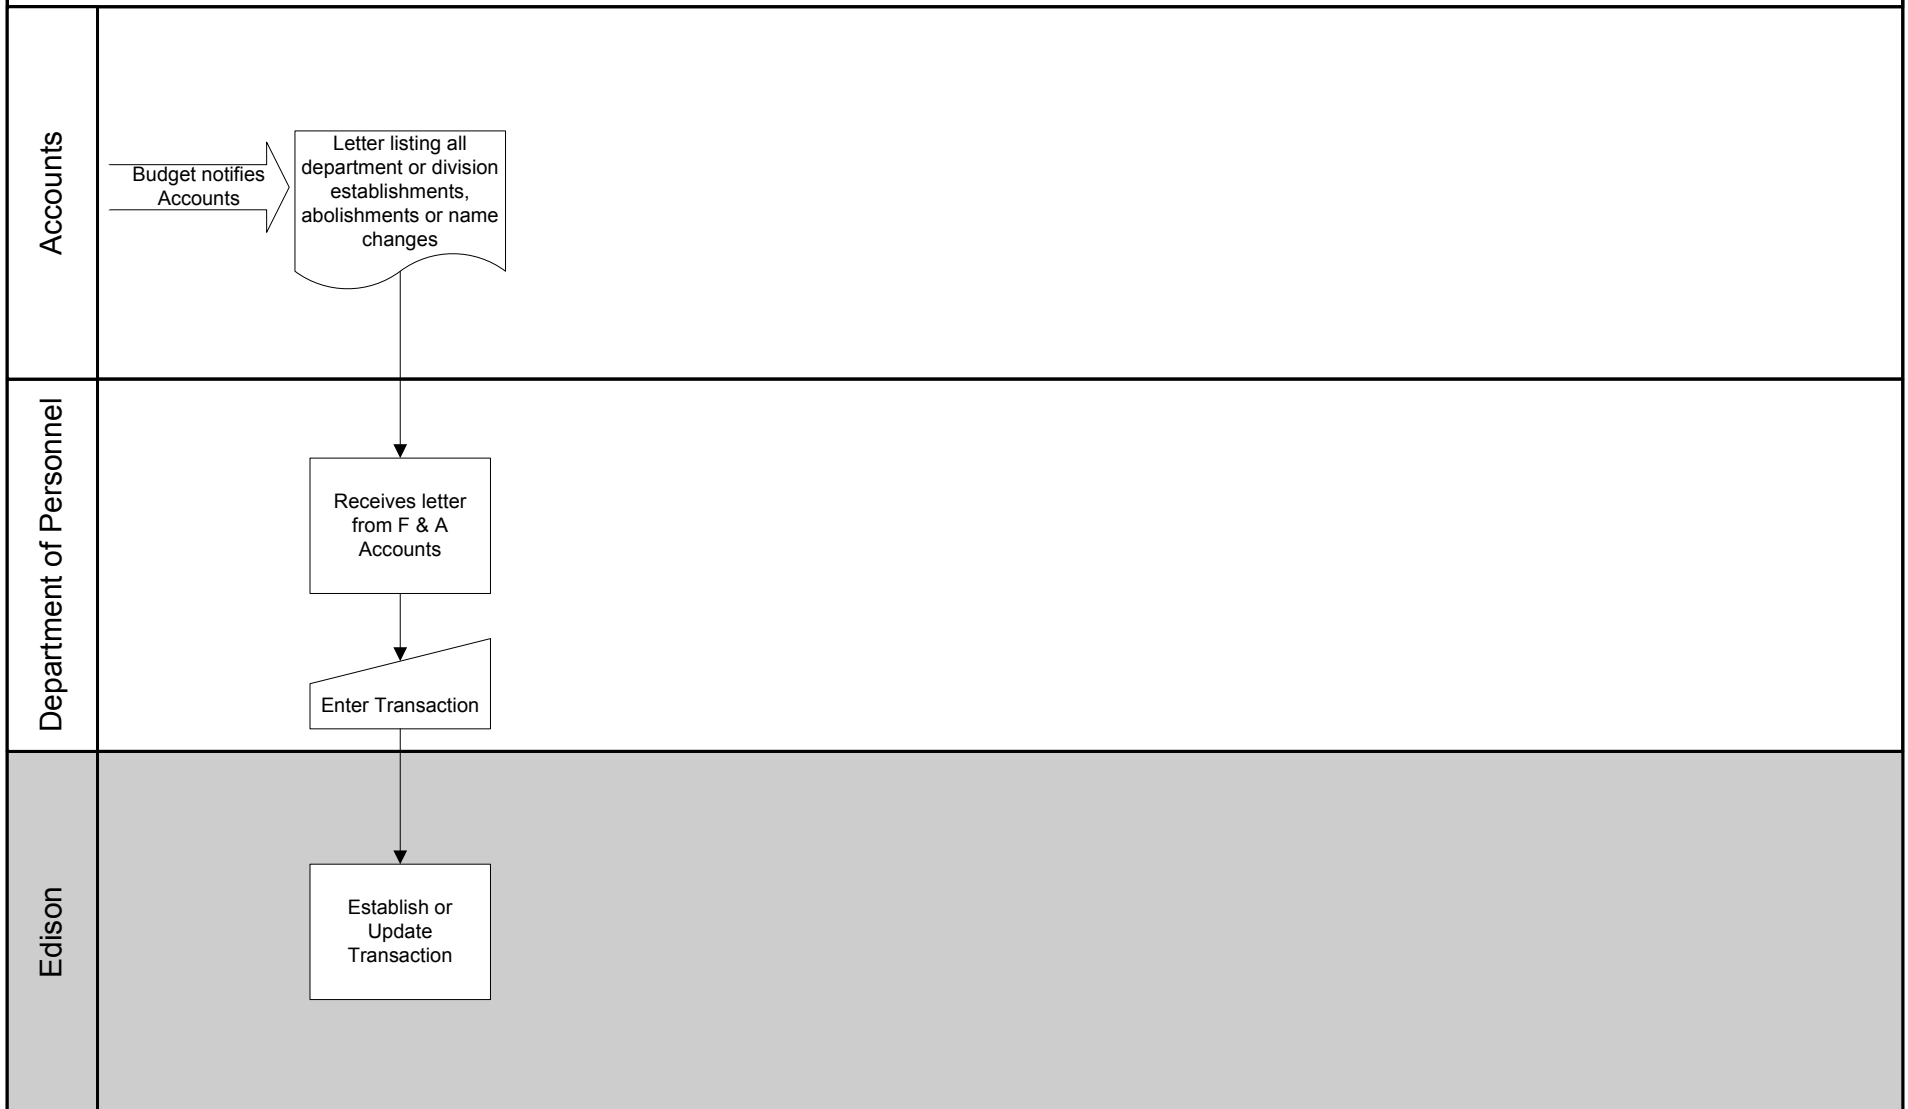 Accounts
Budget notifies
Accounts
Letter listing all
department or division
establishments,
abolishments or name
changes
Department of Personnel
Receives letter
from F & A
Accounts
Enter Transaction
Edison
Establish or
Update
Transaction